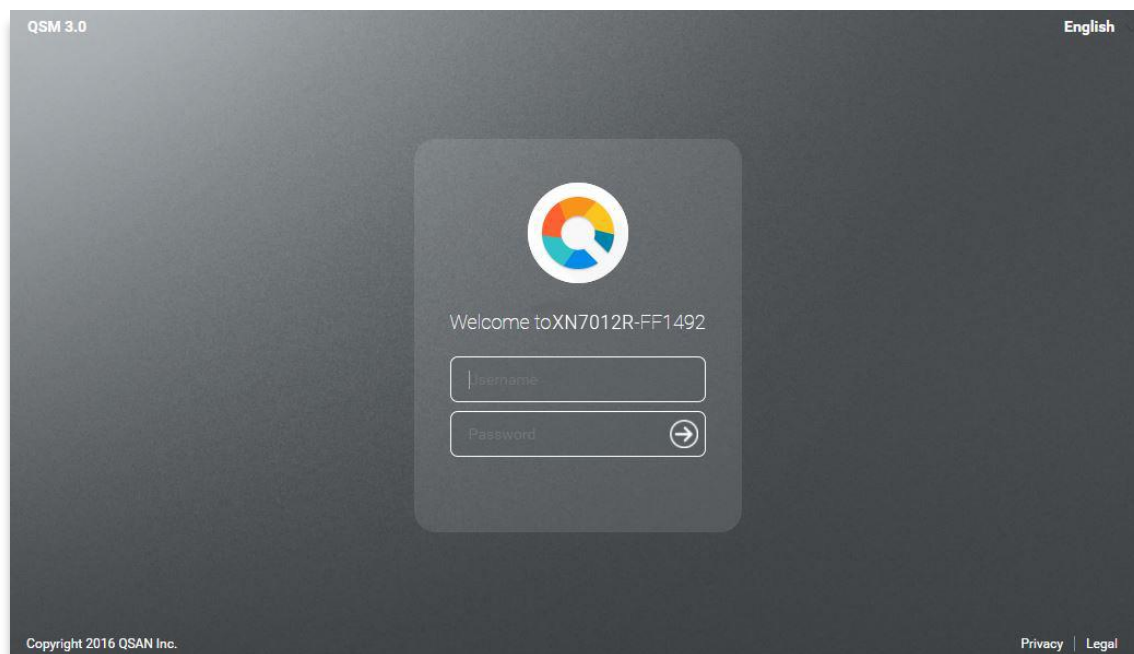 QSM 3.0
English
Welcome toXN7012R-FF1492
Username
Password
Copyright 2016 QSAN Inc.
Privacy | Legal